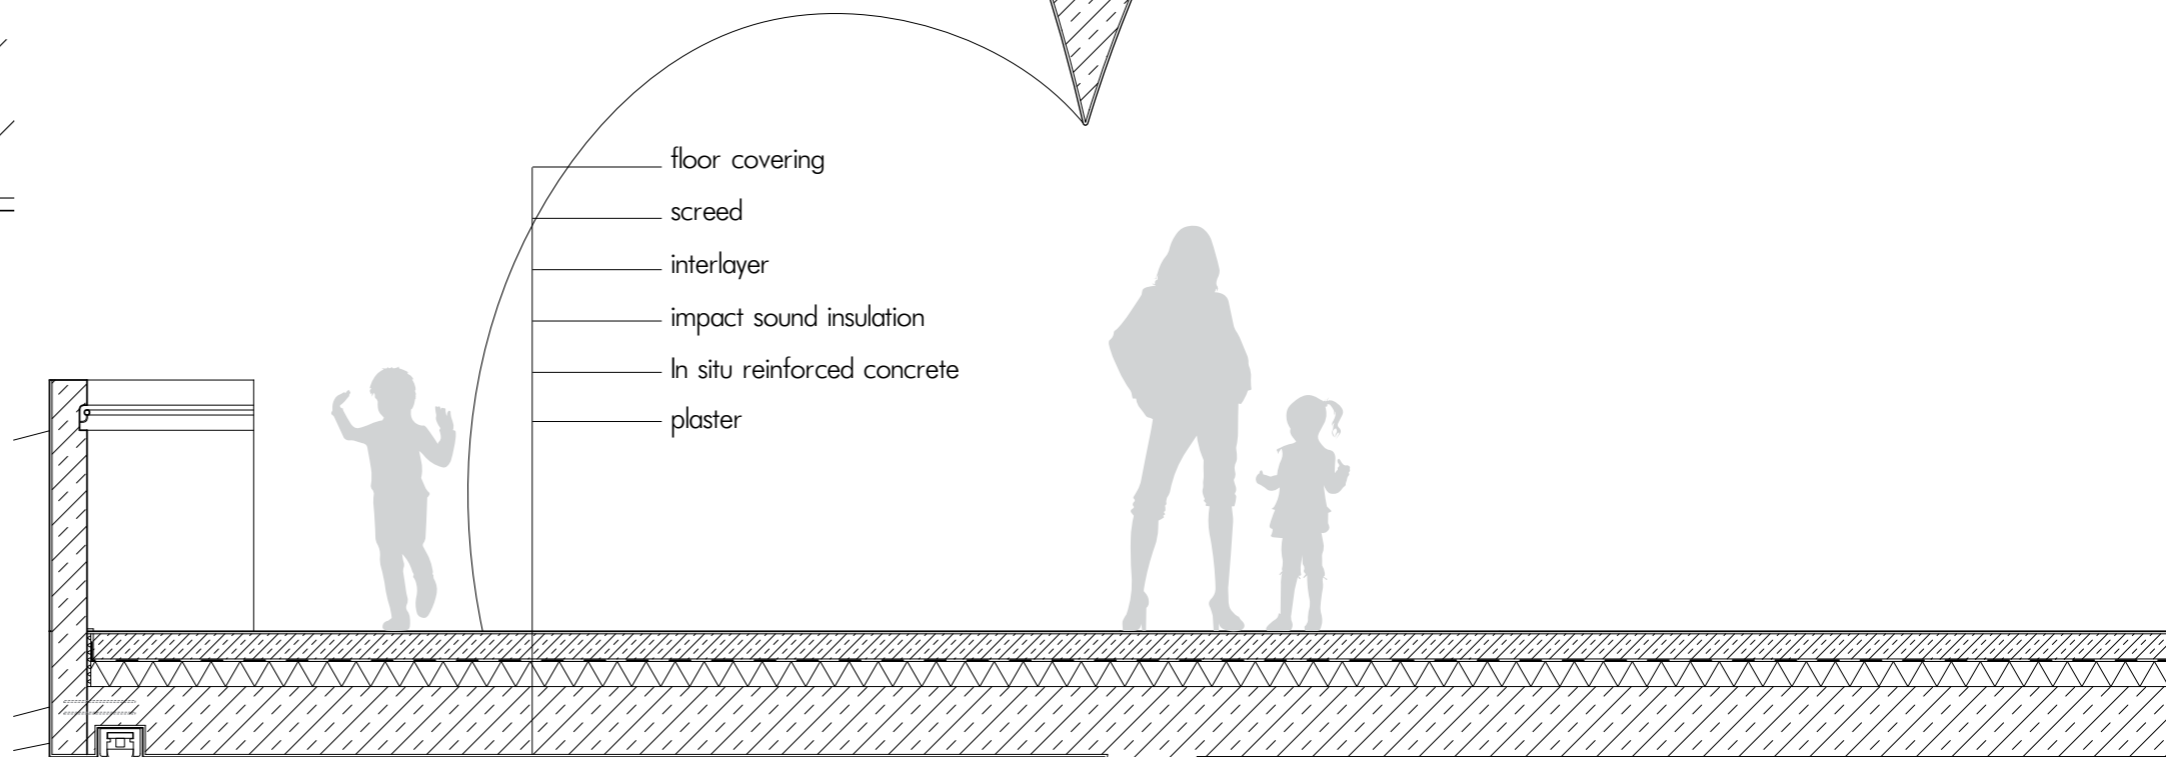 floor covering
screed
interlayer
impact sound insulation
In situ reinforced concrete
plaster